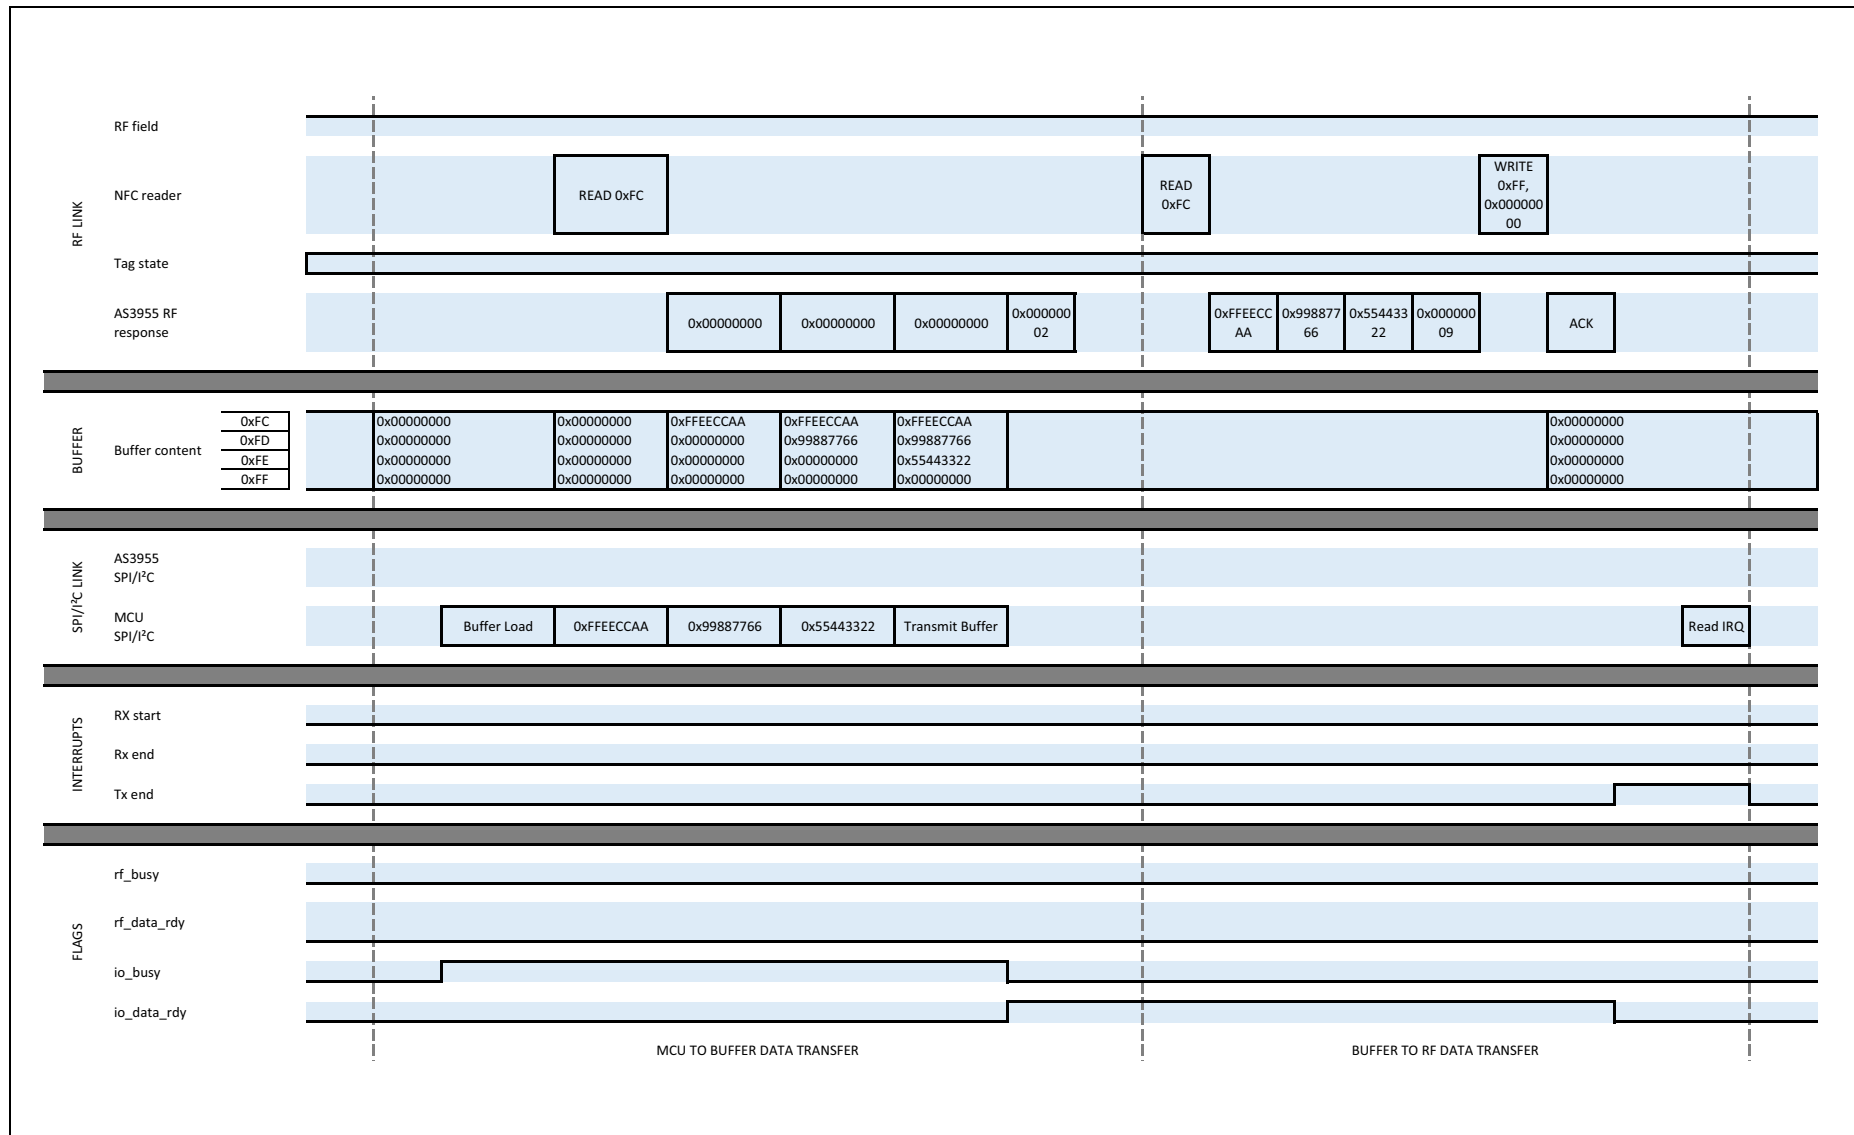 RF LINK
RF field
NFC reader
READ 0xFC
READ
0xFC
WRITE
0xFF,
0x000000
00
Tag state
AS3955 RF
response
0x00000000
0x00000000
0x00000000
0x000000
02
0xFFEECC
AA
0x998877
66
0x554433
22
0x000000
09
ACK
BUFFER
Buffer content
0xFC
0xFD
0xFE
0xFF
0x00000000
0x00000000
0x00000000
0x00000000
0x00000000
0x00000000
0x00000000
0x00000000
0xFFEECCAA
0x00000000
0x00000000
0x00000000
0xFFEECCAA
0x99887766
0x00000000
0x00000000
0xFFEECCAA
0x99887766
0x55443322
0x00000000
0x00000000
0x00000000
0x00000000
0x00000000
SPI/I²C LINK
AS3955
SPI/I²C
MCU
SPI/I²C
Buffer Load
0xFFEECCAA
0x99887766
0x55443322
Transmit Buffer
Read IRQ
INTERRUPTS
RX start
Rx end
Tx end
FLAGS
rf_busy
rf_data_rdy
io_busy
io_data_rdy
MCU TO BUFFER DATA TRANSFER
BUFFER TO RF DATA TRANSFER